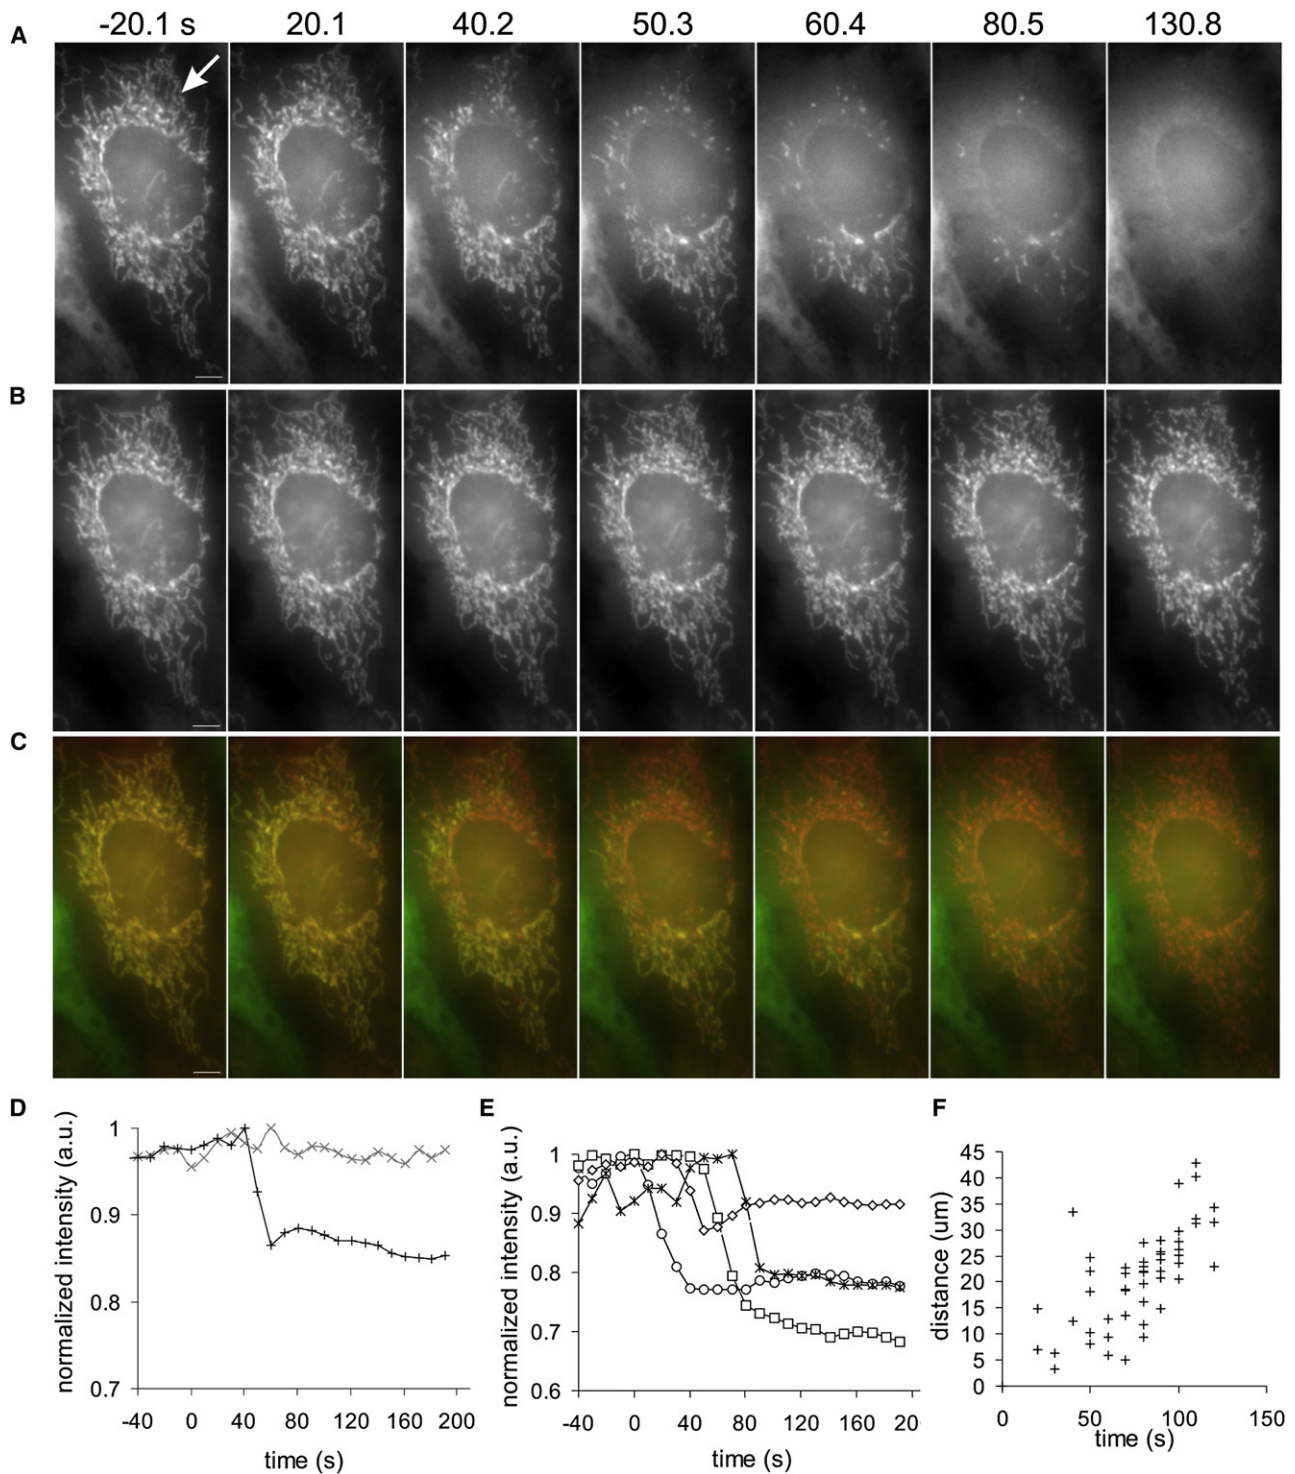 -20.1 s 20.1 40.2 50.3 60.4 80.5 130.8
A
B
C
D E F
normalized intensity (a.u.)
1
0.9
0.8
0.7
-40 0 40 80 120 160 200
time (s)
normalized intensity (a.u.)
1
0.9
0.8
0.7
0.6
-40 0 40 80 120 160 20
time (s)
distance (um)
45
40
35
30
25
20
15
10
5
0
0 50 100 150
time (s)